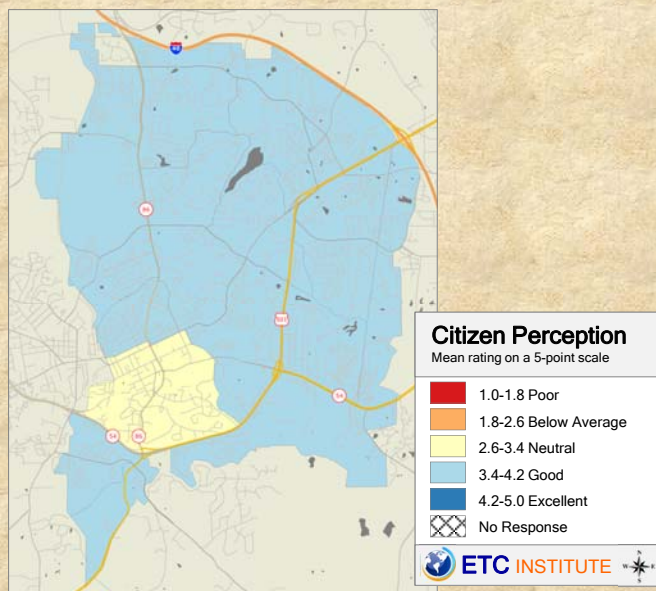 40
86
501
54
54
86
Citizen Perception
Mean rating on a 5-point scale
1.0-1.8 Poor
1.8-2.6 Below Average
2.6-3.4 Neutral
3.4-4.2 Good
4.2-5.0 Excellent
No Response
ETC INSTITUTE
N
W E
S